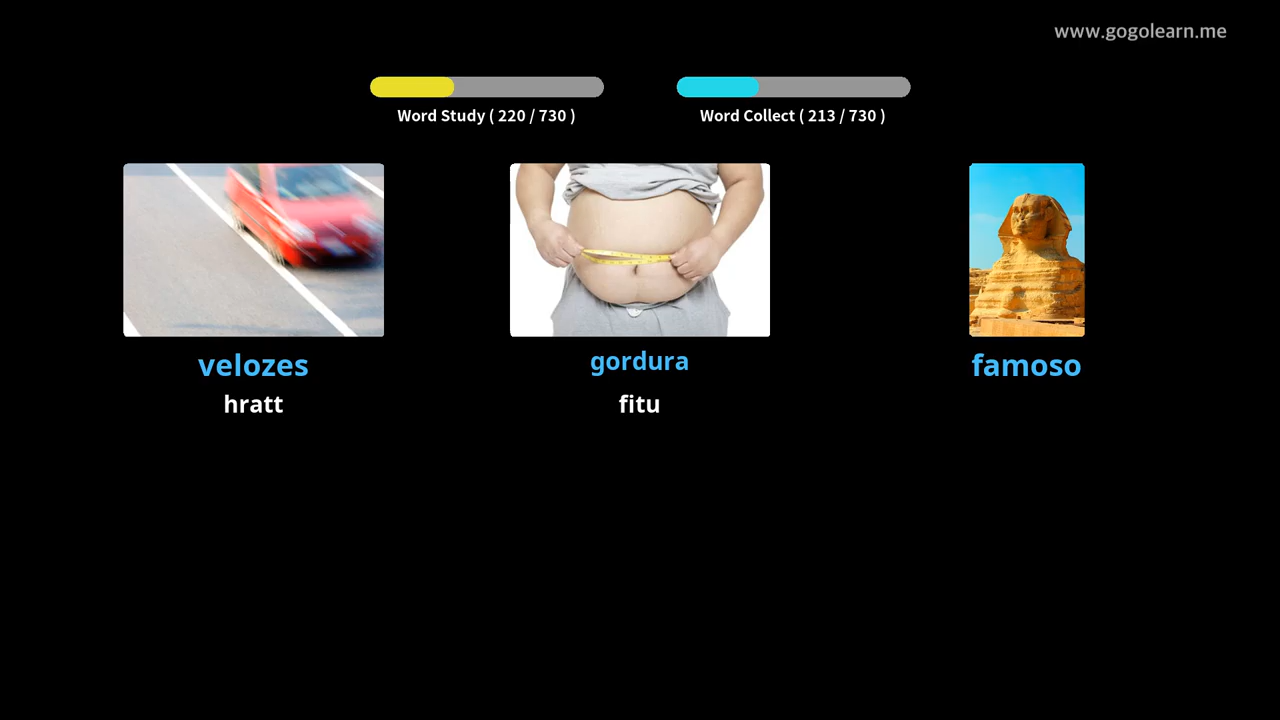 www.gogolearn.me
Word Study ( 220 / 730 )
Word Collect ( 213 / 730 )
velozes
gordura
famoso
hratt
fitu